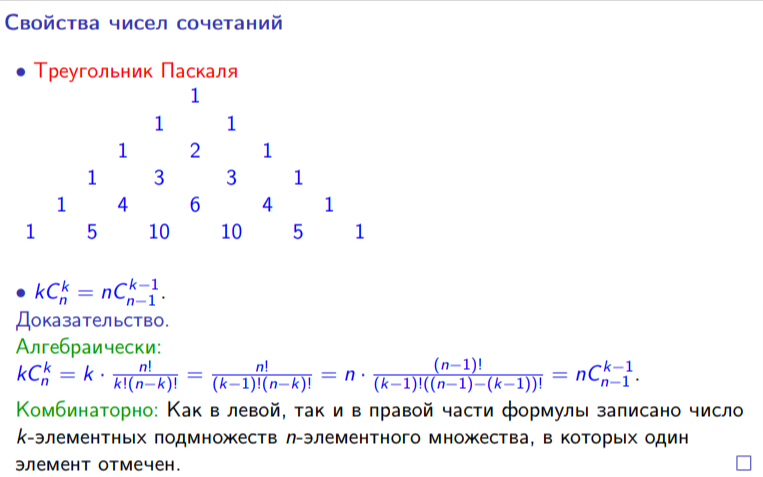 Свойства чисел сочетаний
• Треугольник Паскаля
1
1 1
1 2 1
1 3 3 1
1 4 6 4 1
1 5 10 10 5 1
• $kC_n^k = nC_{n-1}^{k-1}$.
Доказательство.
Алгебраически:
$kC_n^k = k \cdot \frac{n!}{k!(n-k)!} = \frac{n!}{(k-1)!(n-k)!} = n \cdot \frac{(n-1)!}{(k-1)!((n-1)-(k-1))!} = nC_{n-1}^{k-1}$.
Комбинаторно: Как в левой, так и в правой части формулы записано число
k-элементных подмножеств n-элементного множества, в которых один
элемент отмечен. □